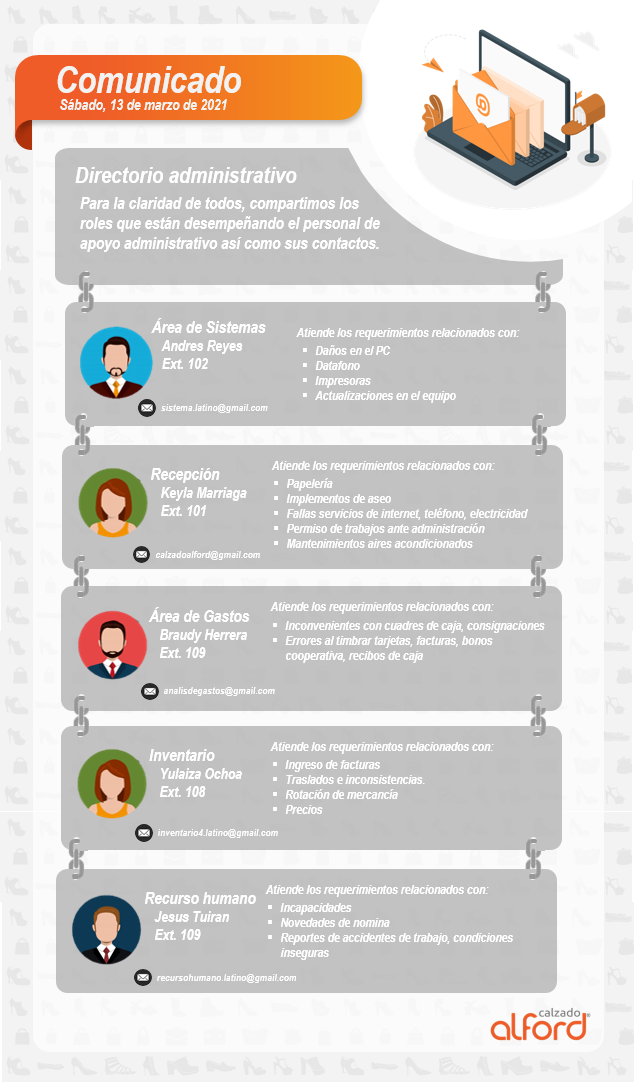 Comunicado
Sábado, 13 de marzo de 2021
Directorio administrativo
Para la claridad de todos, compartimos los
roles que están desempeñando el personal de
apoyo administrativo así como sus contactos.
Área de Sistemas
Andres Reyes
Ext. 102
sistema.latino@gmail.com
Atiende los requerimientos relacionados con:
▪ Daños en el PC
▪ Datafono
▪ Impresoras
▪ Actualizaciones en el equipo
Recepción
Keyla Marriaga
Ext. 101
calzadoalford@gmail.com
Atiende los requerimientos relacionados con:
▪ Papelería
▪ Implementos de aseo
▪ Fallas servicios de internet, teléfono, electricidad
▪ Permiso de trabajos ante administración
▪ Mantenimientos aires acondicionados
Área de Gastos
Braudy Herrera
Ext. 109
analisdegastos@gmail.com
Atiende los requerimientos relacionados con:
▪ Inconvenientes con cuadres de caja, consignaciones
▪ Errores al timbrar tarjetas, facturas, bonos
cooperativa, recibos de caja
Inventario
Yulaiza Ochoa
Ext. 108
inventario4.latino@gmail.com
Atiende los requerimientos relacionados con:
▪ Ingreso de facturas
▪ Traslados e inconsistencias.
▪ Rotación de mercancía
▪ Precios
Recurso humano
Jesus Tuiran
Ext. 109
recursohumano.latino@gmail.com
Atiende los requerimientos relacionados con:
▪ Incapacidades
▪ Novedades de nomina
▪ Reportes de accidentes de trabajo, condiciones
inseguras
calzado
alford®